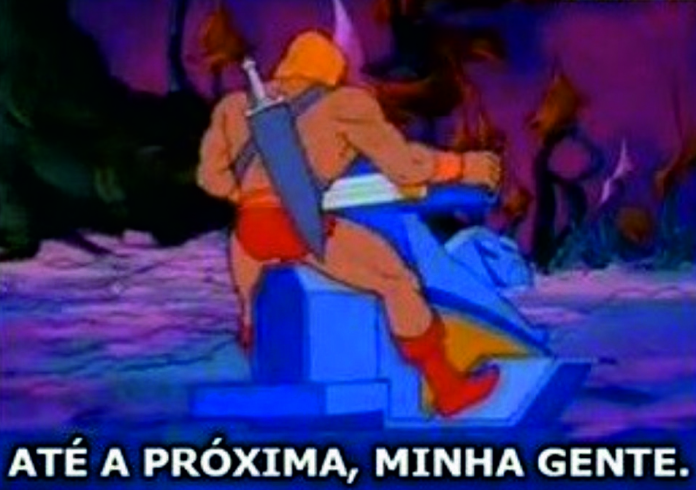 ATÉ A PRÓXIMA, MINHA GENTE.